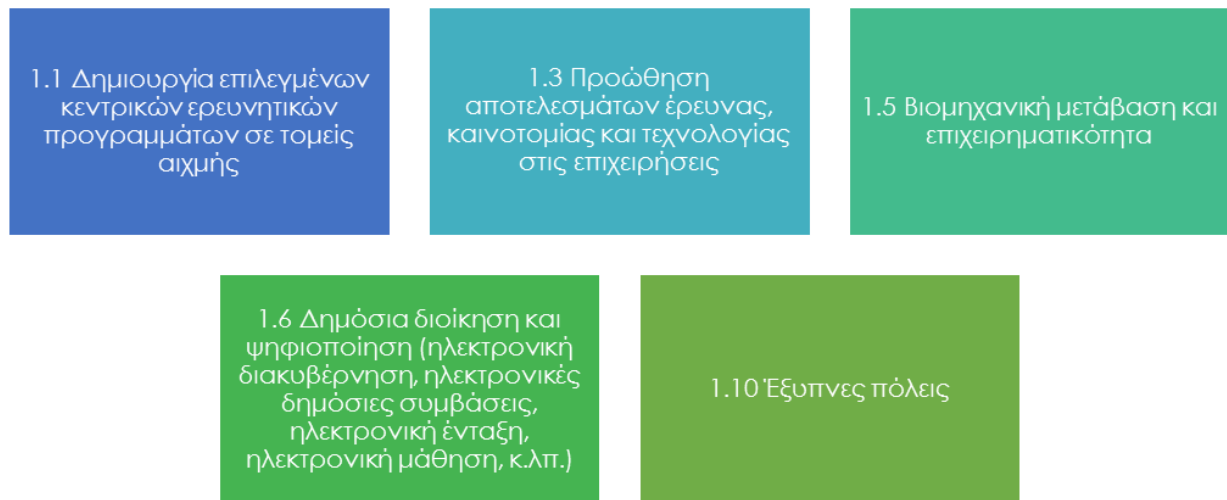 1.1 Δημιουργία επιλεγμένων
κεντρικών ερευνητικών
προγραμμάτων σε τομείς
αιχμής
1.3 Προώθηση
αποτελεσμάτων έρευνας,
καινοτομίας και τεχνολογίας
στις επιχειρήσεις
1.5 Βιομηχανική μετάβαση και
επιχειρηματικότητα
1.6 Δημόσια διοίκηση και
ψηφιοποίηση (ηλεκτρονική
διακυβέρνηση, ηλεκτρονικές
δημόσιες συμβάσεις,
ηλεκτρονική ένταξη,
ηλεκτρονική μάθηση, κ.λπ.)
1.10 Έξυπνες πόλεις